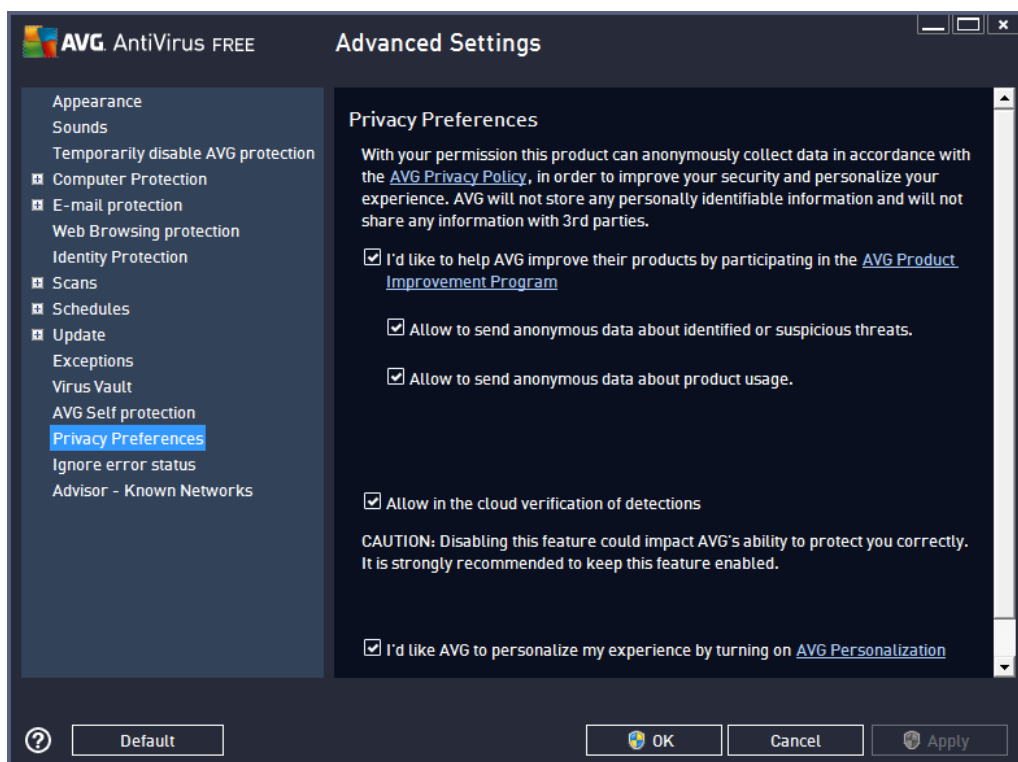 AVG. AntiVirus FREE
Advanced Settings
Appearance
Sounds
Temporarily disable AVG protection
Computer Protection
E-mail protection
Web Browsing protection
Identity Protection
Scans
Schedules
Update
Exceptions
Virus Vault
AVG Self protection
Privacy Preferences
Ignore error status
Advisor - Known Networks
Privacy Preferences
With your permission this product can anonymously collect data in accordance with
the AVG Privacy Policy, in order to improve your security and personalize your
experience. AVG will not store any personally identifiable information and will not
share any information with 3rd parties.
I'd like to help AVG improve their products by participating in the AVG Product
Improvement Program
Allow to send anonymous data about identified or suspicious threats.
Allow to send anonymous data about product usage.
Allow in the cloud verification of detections
CAUTION: Disabling this feature could impact AVG's ability to protect you correctly.
It is strongly recommended to keep this feature enabled.
I'd like AVG to personalize my experience by turning on AVG Personalization
? Default
OK
Cancel
Apply